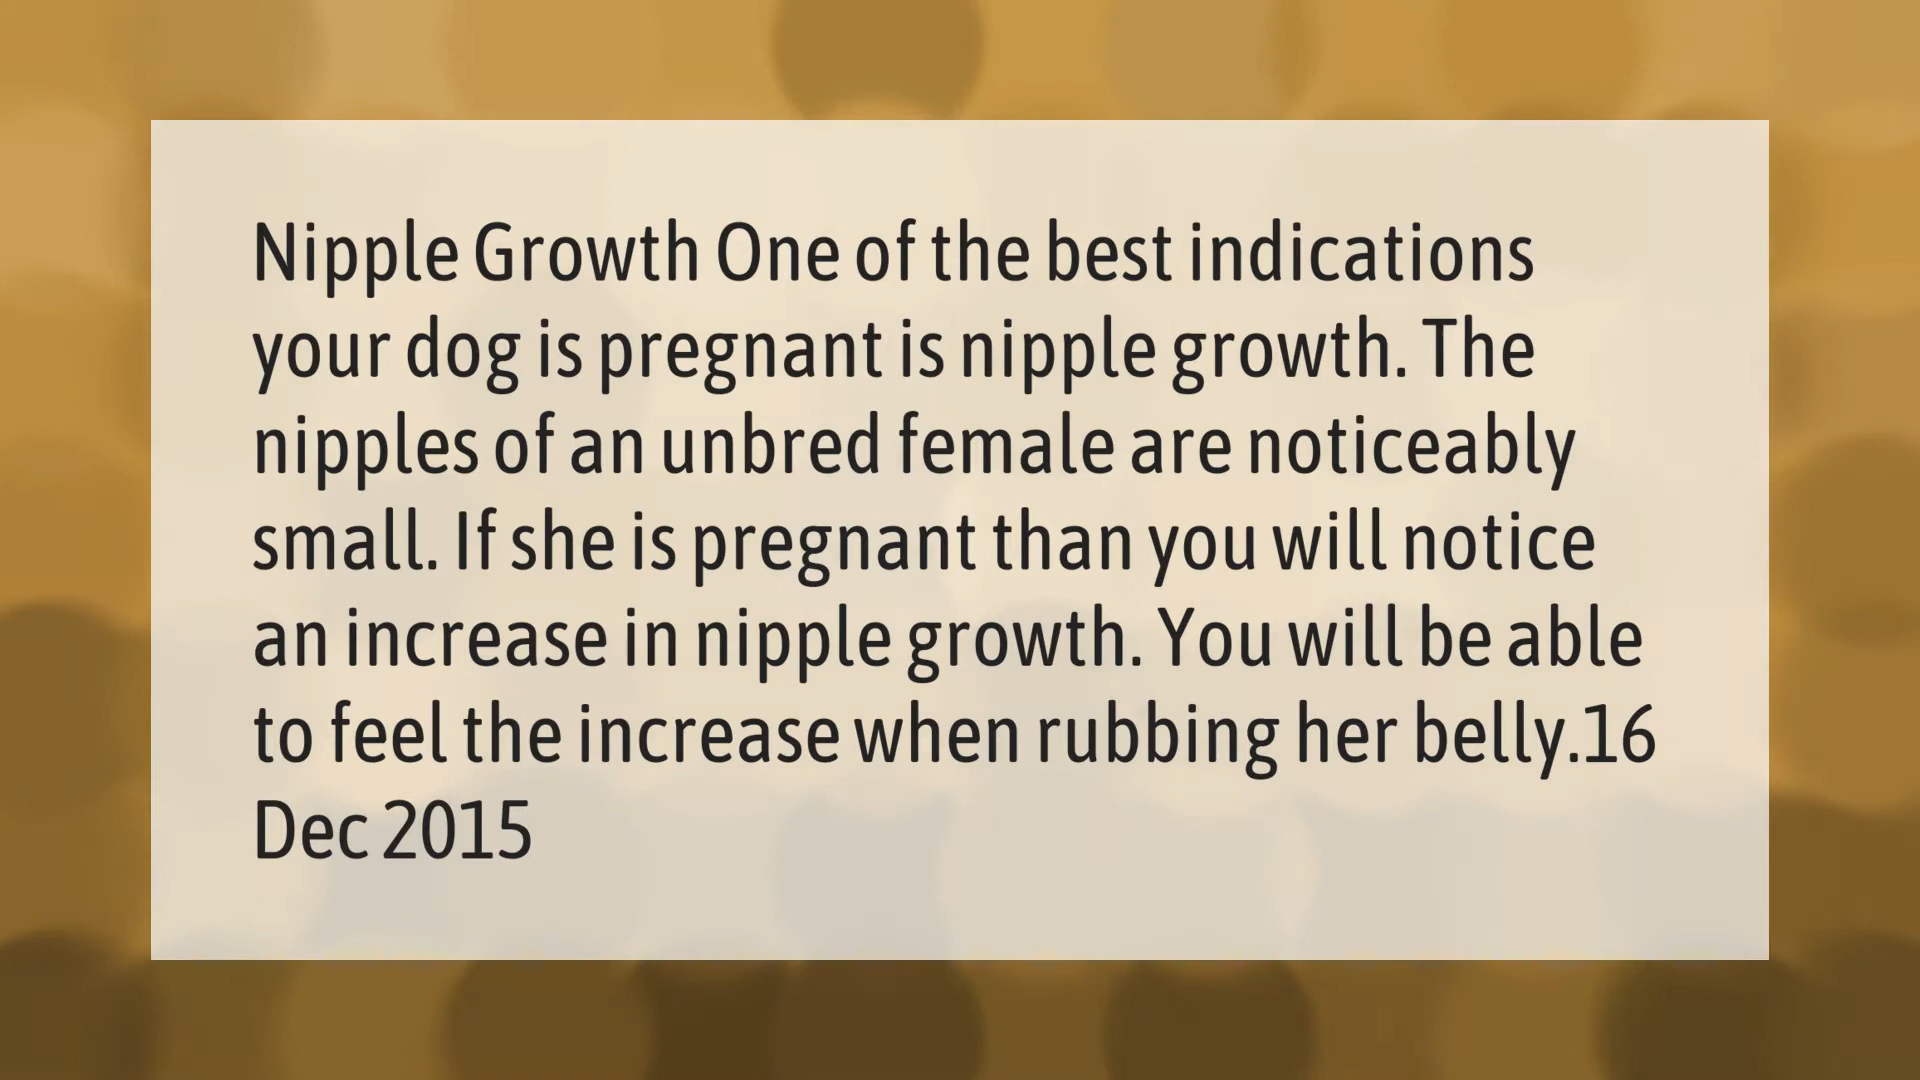 Nipple Growth One of the best indications
your dog is pregnant is nipple growth. The
nipples of an unbred female are noticeably
small. If she is pregnant than you will notice
an increase in nipple growth. You will be able
to feel the increase when rubbing her belly.16
Dec 2015